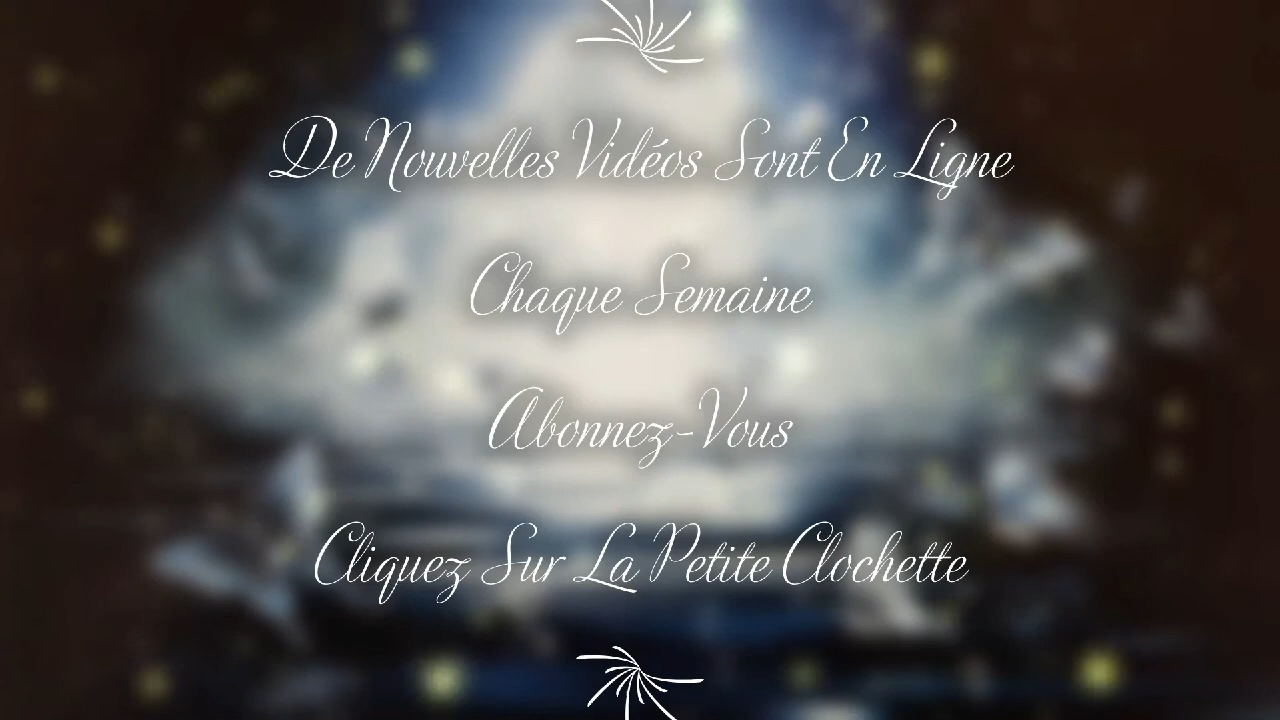 De Nouvelles Vidéos Sont En Ligne
Chaque Semaine
Abonnez-Vous
Cliquez Sur La Petite Clochette